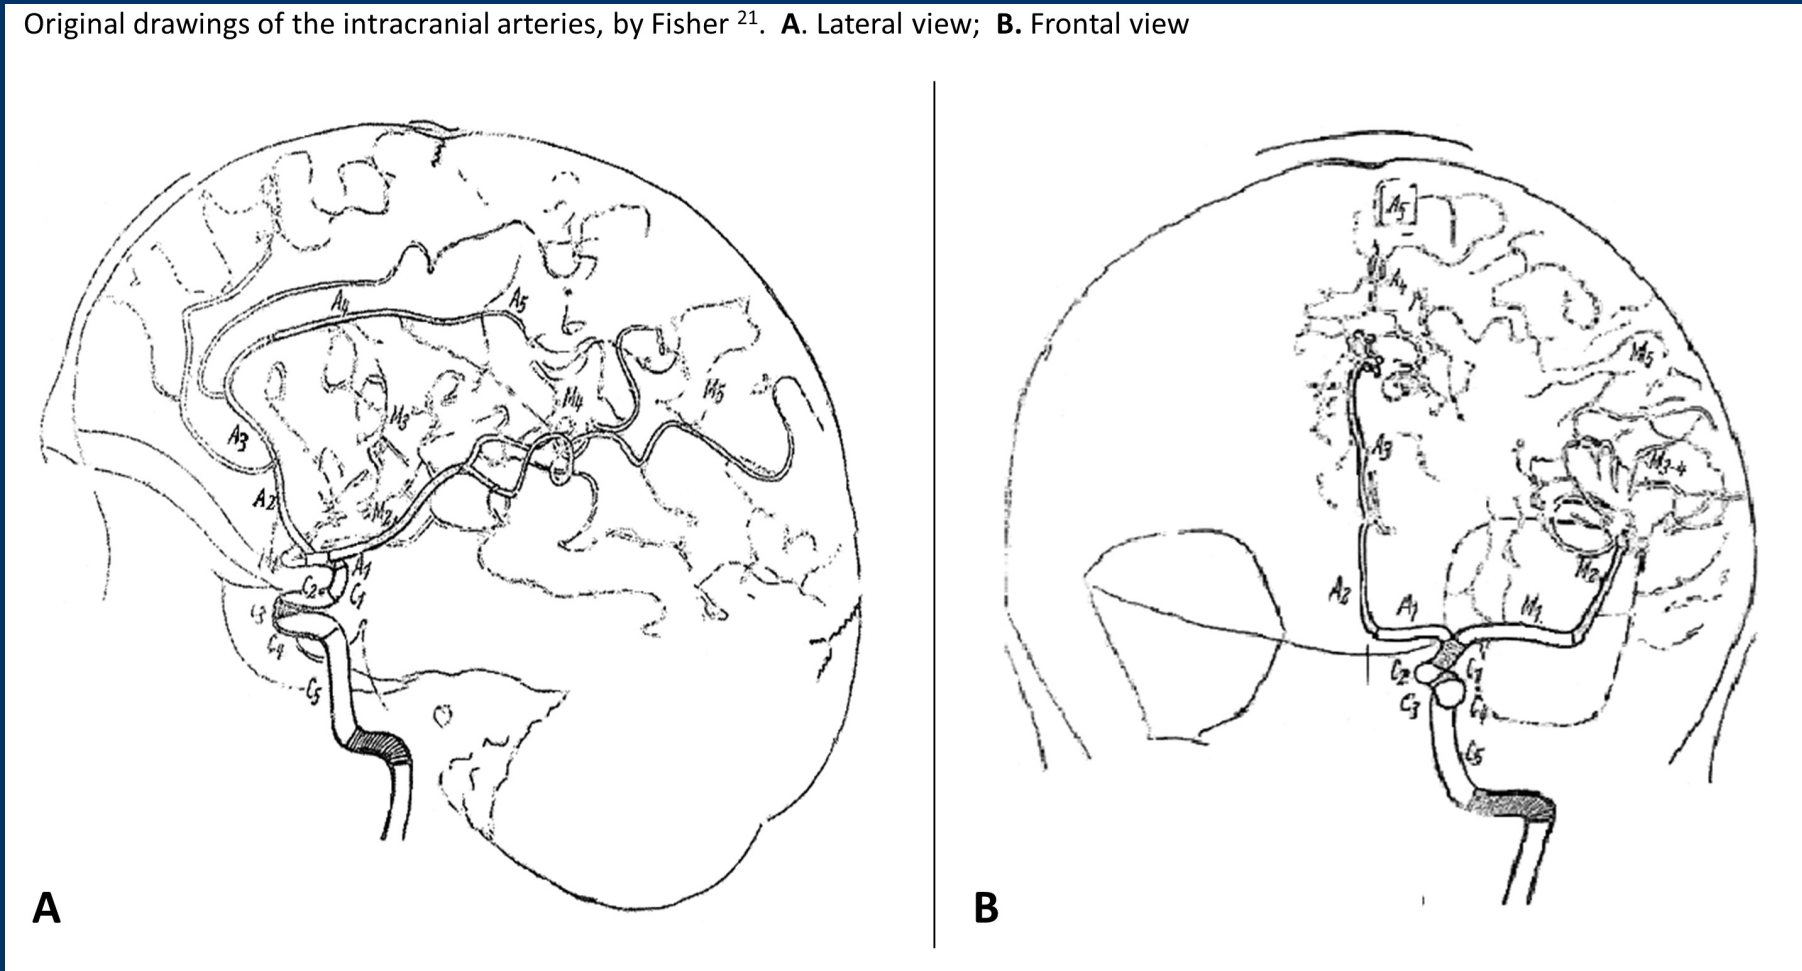 Original drawings of the intracranial arteries, by Fisher 21. A. Lateral view; B. Frontal view
A4
A5
M5
M4
M3
A3
A2
M2
A1
C2
C1
C3
C4
C5
A
[A5]
A4
M5
A3
M3-4
M2
A2
A1
M1
C2
C1
C3
C4
C5
B